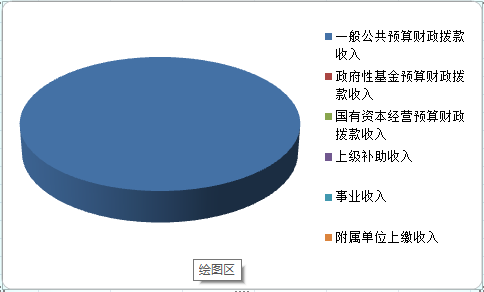 一般公共预算财政拨款
收入
政府性基金预算财政拨
款收入
国有资本经营预算财政
拨款收入
上级补助收入
事业收入
附属单位上缴收入
绘图区